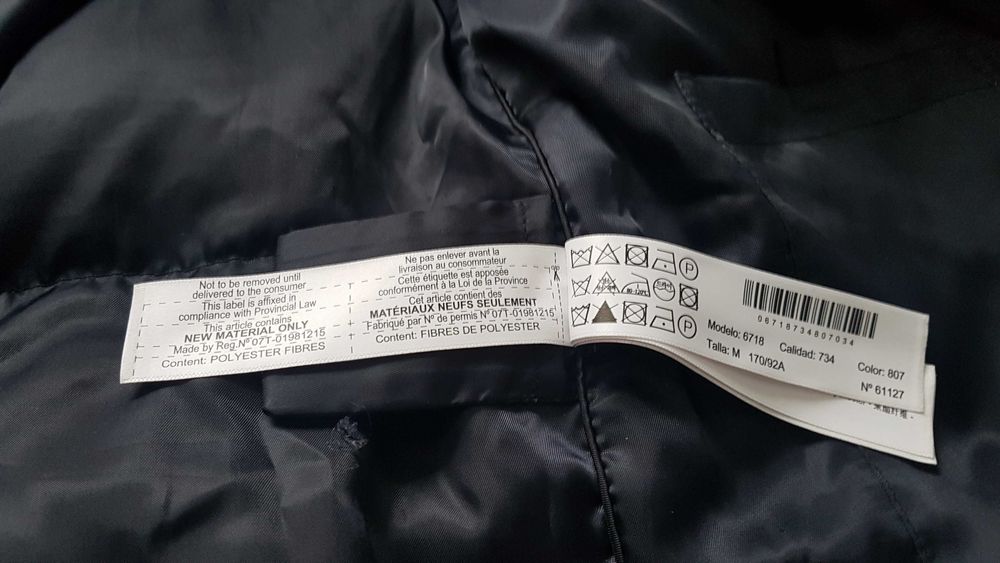 Not to be removed until
delivered to the consumer
This label is affixed in
compliance with Provincial Law
This article contains
NEW MATERIAL ONLY
Made by Reg.Nº 07T-01981215
Content: POLYESTER FIBRES
Ne pas enlever avant la
livraison au consommateur
Cette étiquette est apposée
conformément à la Loi de la Province
Cet article contient des
MATÉRIAUX NEUFS SEULEMENT
Fabriqué par Nº de permis Nº 07T-01981215
Content: FIBRES DE POLYESTER
P
P
06718734807034
Modelo: 6718 Calidad: 734 Color: 807
Talla: M 170/92A Nº 61127